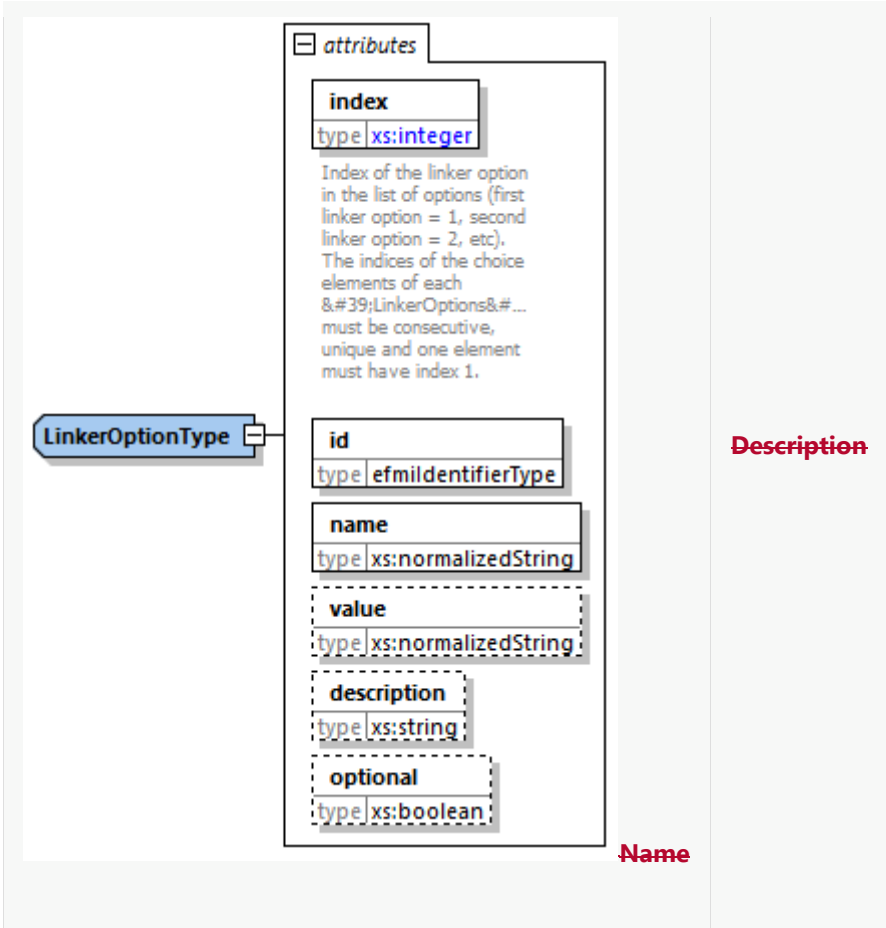 attributes
index
type xs:integer
Index of the linker option
in the list of options (first
linker option = 1, second
linker option = 2, etc).
The indices of the choice
elements of each
&#39;LinkerOptions&#...
must be consecutive,
unique and one element
must have index 1.
LinkerOptionType
id
type efmiIdentifierType
Description
name
type xs:normalizedString
value
type xs:normalizedString
description
type xs:string
optional
type xs:boolean
Name